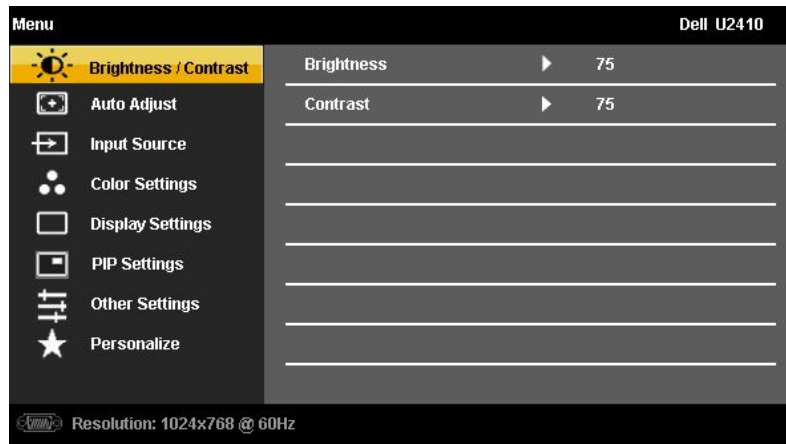 Menu Dell U2410
Brightness / Contrast Brightness 75
Auto Adjust Contrast 75
Input Source
Color Settings
Display Settings
PIP Settings
Other Settings
Personalize
Resolution: 1024x768 @ 60Hz